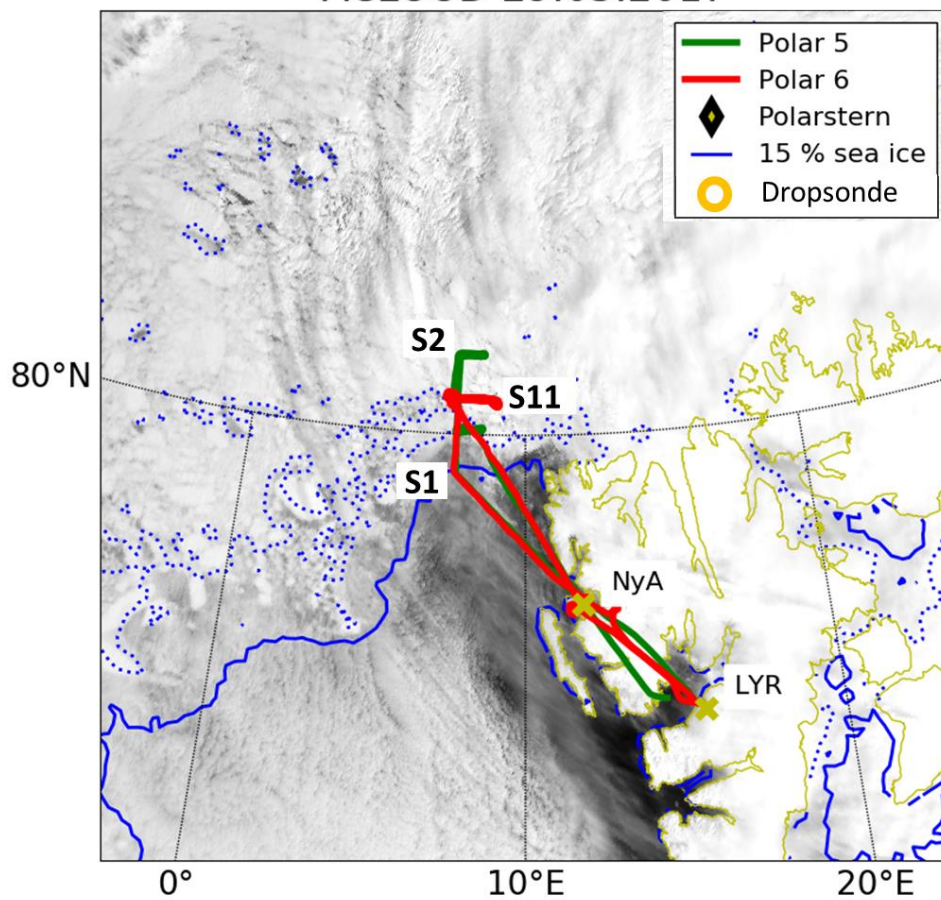 Polar 5
Polar 6
Polarstern
15 % sea ice
Dropsonde
S2
80°N
S11
S1
NyA
LYR
0°
10°E
20°E